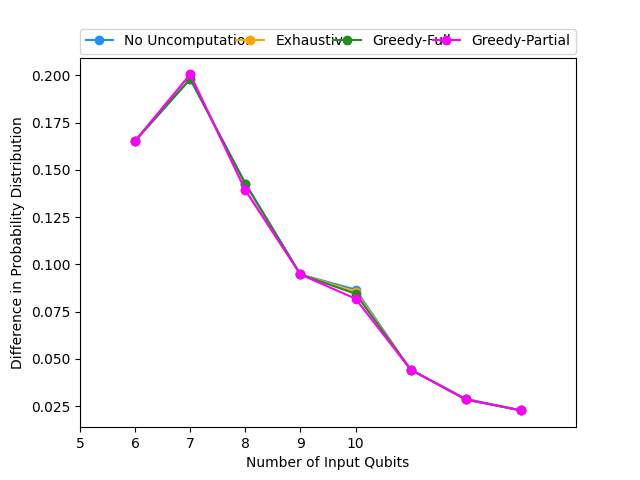 No Uncomputation Exhaustive Greedy-Full Greedy-Partial
0.200
0.175
0.150
0.125
0.100
0.075
0.050
0.025
Difference in Probability Distribution
5 6 7 8 9 10
Number of Input Qubits